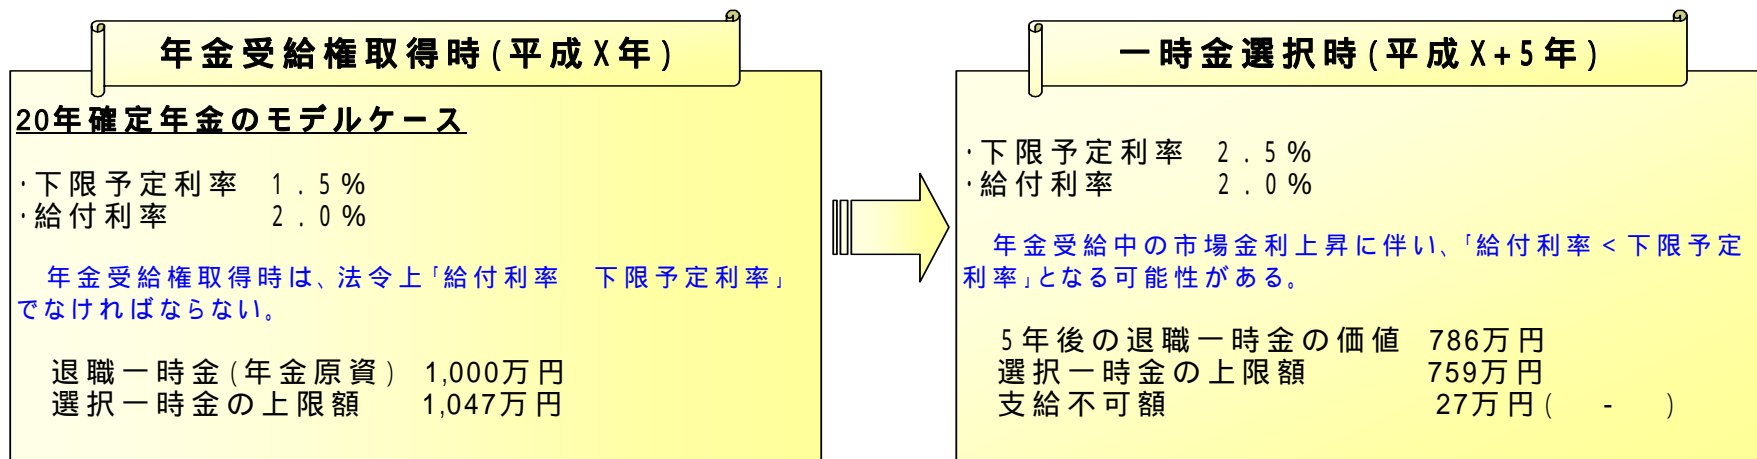 年金受給権取得時(平成X年)
20年確定年金のモデルケース
・下限予定利率 1.5%
・給付利率 2.0%
年金受給権取得時は、法令上「給付利率 下限予定利率」
でなければならない。
退職一時金(年金原資) 1,000万円
選択一時金の上限額 1,047万円
一時金選択時(平成X+5年)
・下限予定利率 2.5%
・給付利率 2.0%
年金受給中の市場金利上昇に伴い、「給付利率<下限予定
利率」となる可能性がある。
5年後の退職一時金の価値 786万円
選択一時金の上限額 759万円
支給不可額 27万円( - )